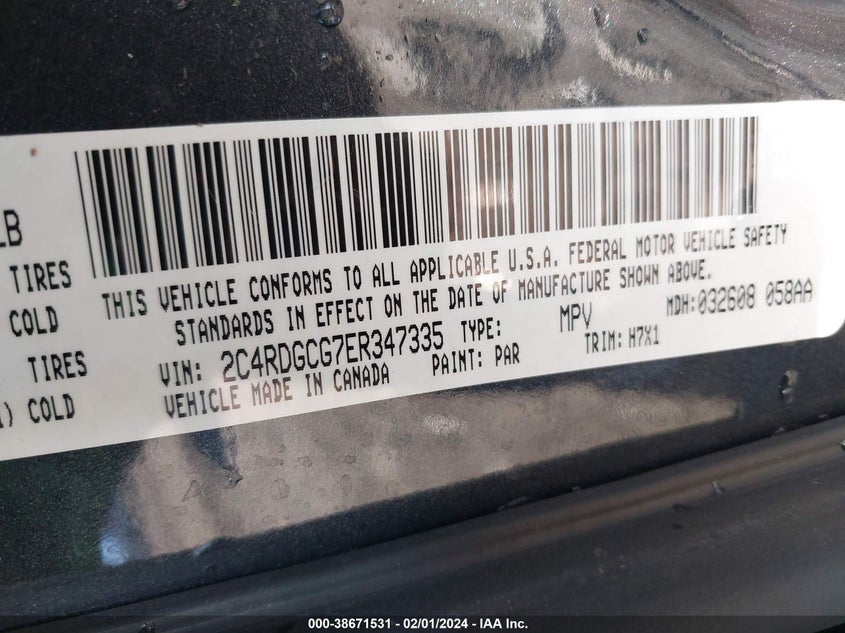 LB
TIRES
COLD
TIRES
) COLD
THIS VEHICLE CONFORMS TO ALL APPLICABLE U.S.A. FEDERAL MOTOR VEHICLE SAFETY
STANDARDS IN EFFECT ON THE DATE OF MANUFACTURE SHOWN ABOVE.
VIN: 2C4RDGCG7ER347335 TYPE: MPV MDH:032608 058AA
VEHICLE MADE IN CANADA PAINT: PAR TRIM: H7X1
000-38671531 - 02/01/2024 - IAA Inc.